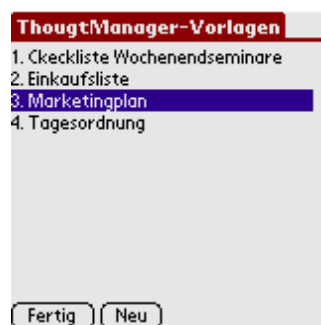 ThougtManager-Vorlagen
1. Ckeckliste Wochenendseminare
2. Einkaufsliste
3. Marketingplan
4. Tagesordnung
Fertig Neu